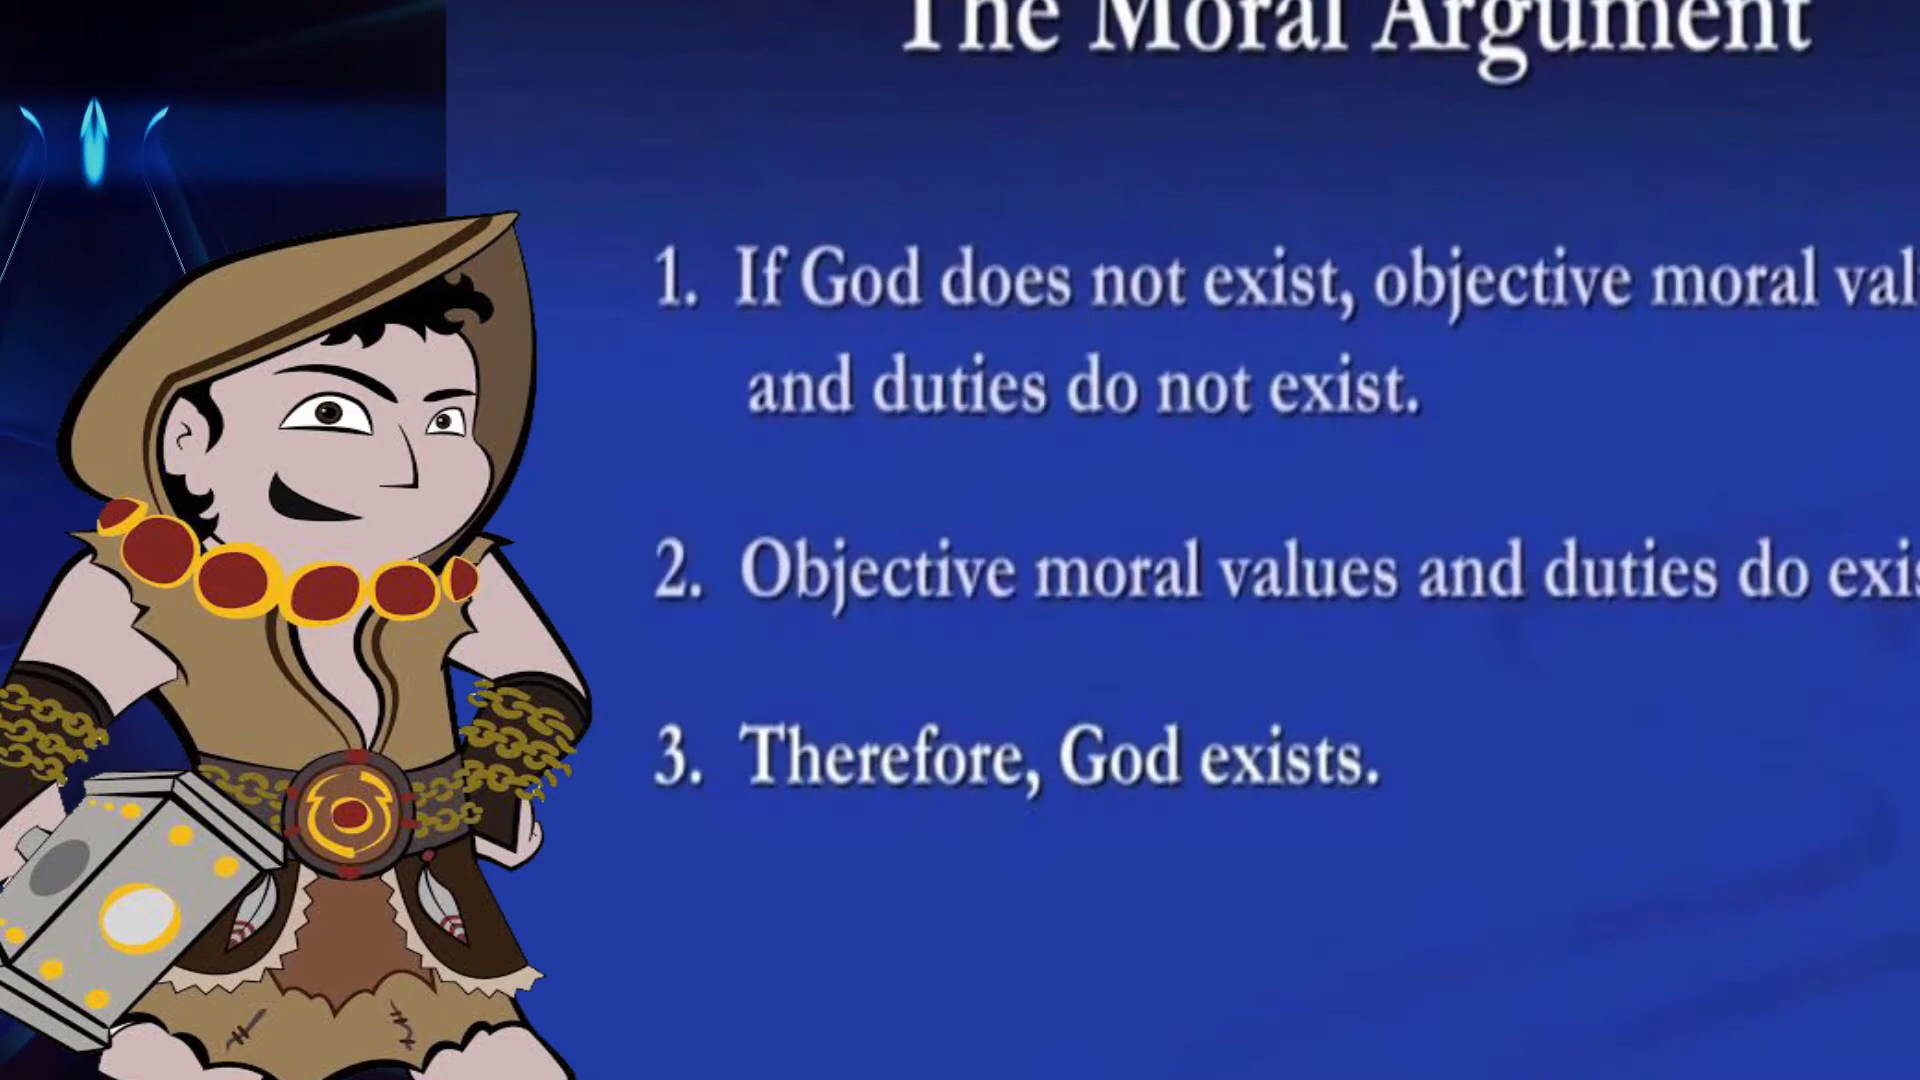 The Moral Argument
1. If God does not exist, objective moral val
and duties do not exist.
2. Objective moral values and duties do exis
3. Therefore, God exists.